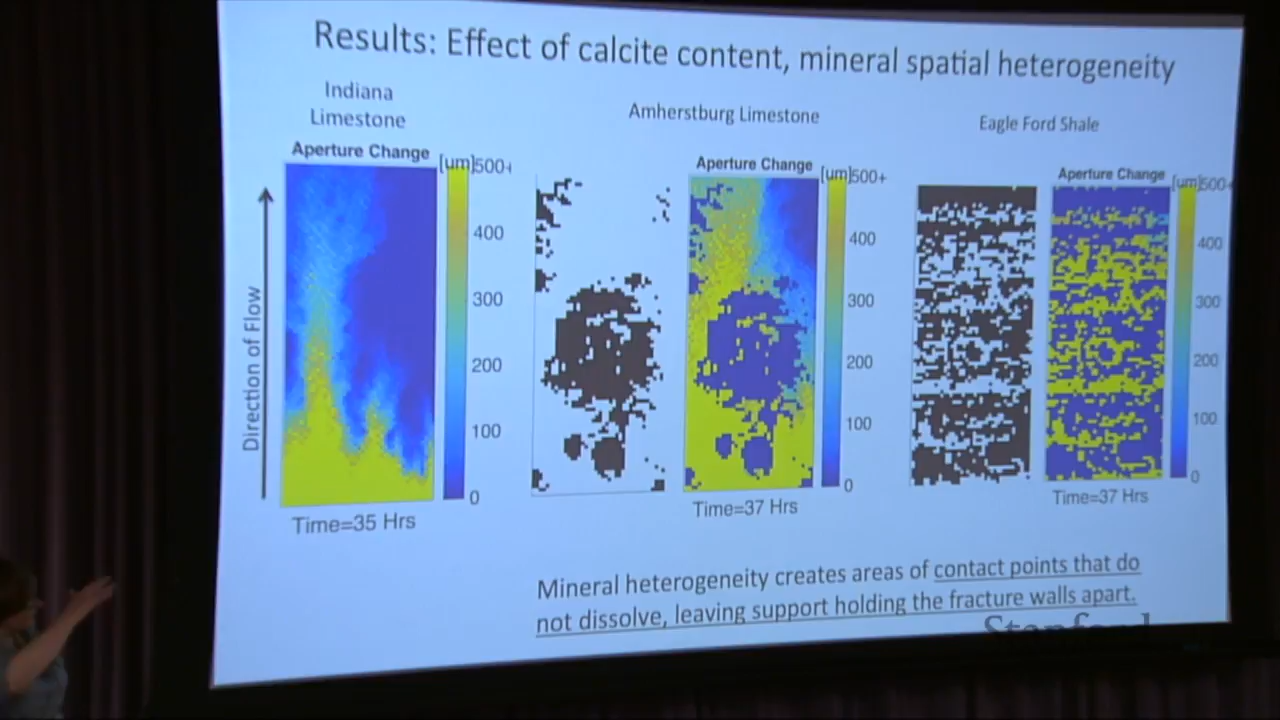 Results: Effect of calcite content, mineral spatial heterogeneity
Indiana
Limestone
Amherstburg Limestone
Eagle Ford Shale
Aperture Change
[um]500+
400
300
200
100
0
Direction of Flow
Time=35 Hrs
Aperture Change
[um]500+
400
300
200
100
0
Time=37 Hrs
Aperture Change
[um]500+
400
300
200
100
0
Time=37 Hrs
Mineral heterogeneity creates areas of contact points that do
not dissolve, leaving support holding the fracture walls apart.
Stanford